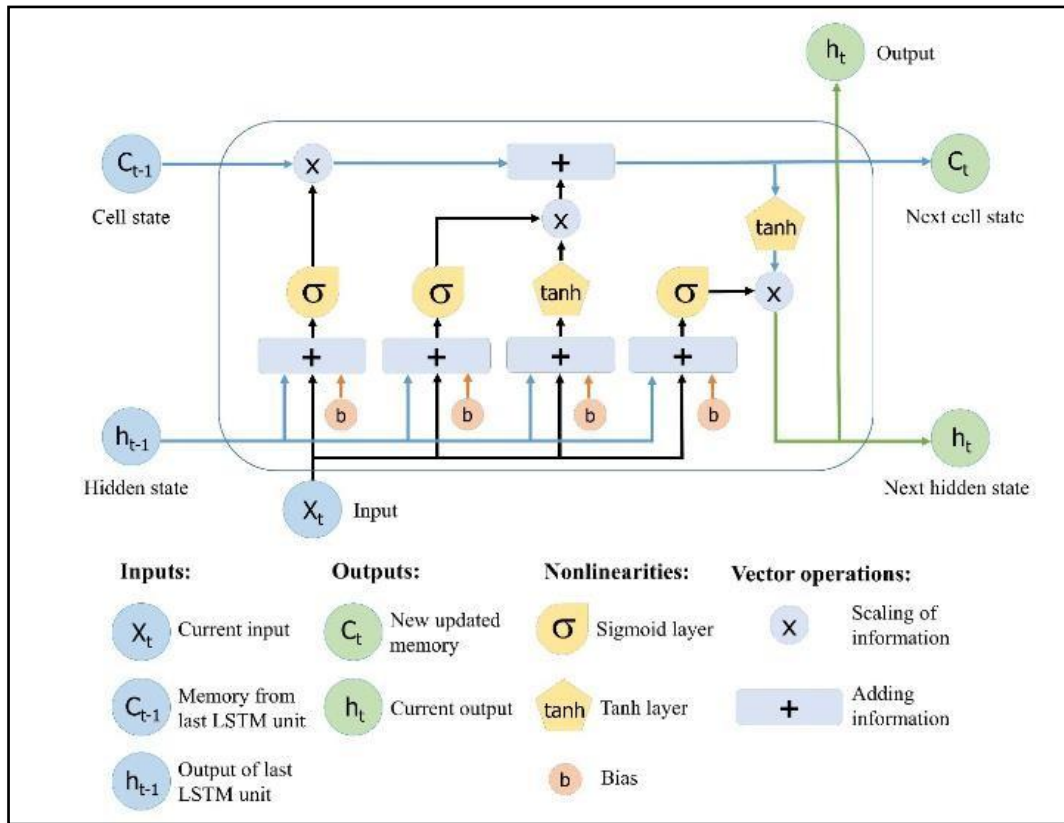 hₜ
Output
Cₜ₋₁
x
+
Cₜ
Cell state
Next cell state
x
tanh
σ
σ
tanh
σ
x
+
+
+
+
b
b
b
b
hₜ₋₁
hₜ
Hidden state
Next hidden state
Xₜ
Input
Inputs:
Outputs:
Nonlinearities:
Vector operations:
Xₜ
Current input
Cₜ
New updated
memory
σ
Sigmoid layer
x
Scaling of
information
Cₜ₋₁
Memory from
last LSTM unit
hₜ
Current output
tanh
Tanh layer
+
Adding
information
hₜ₋₁
Output of last
LSTM unit
b
Bias